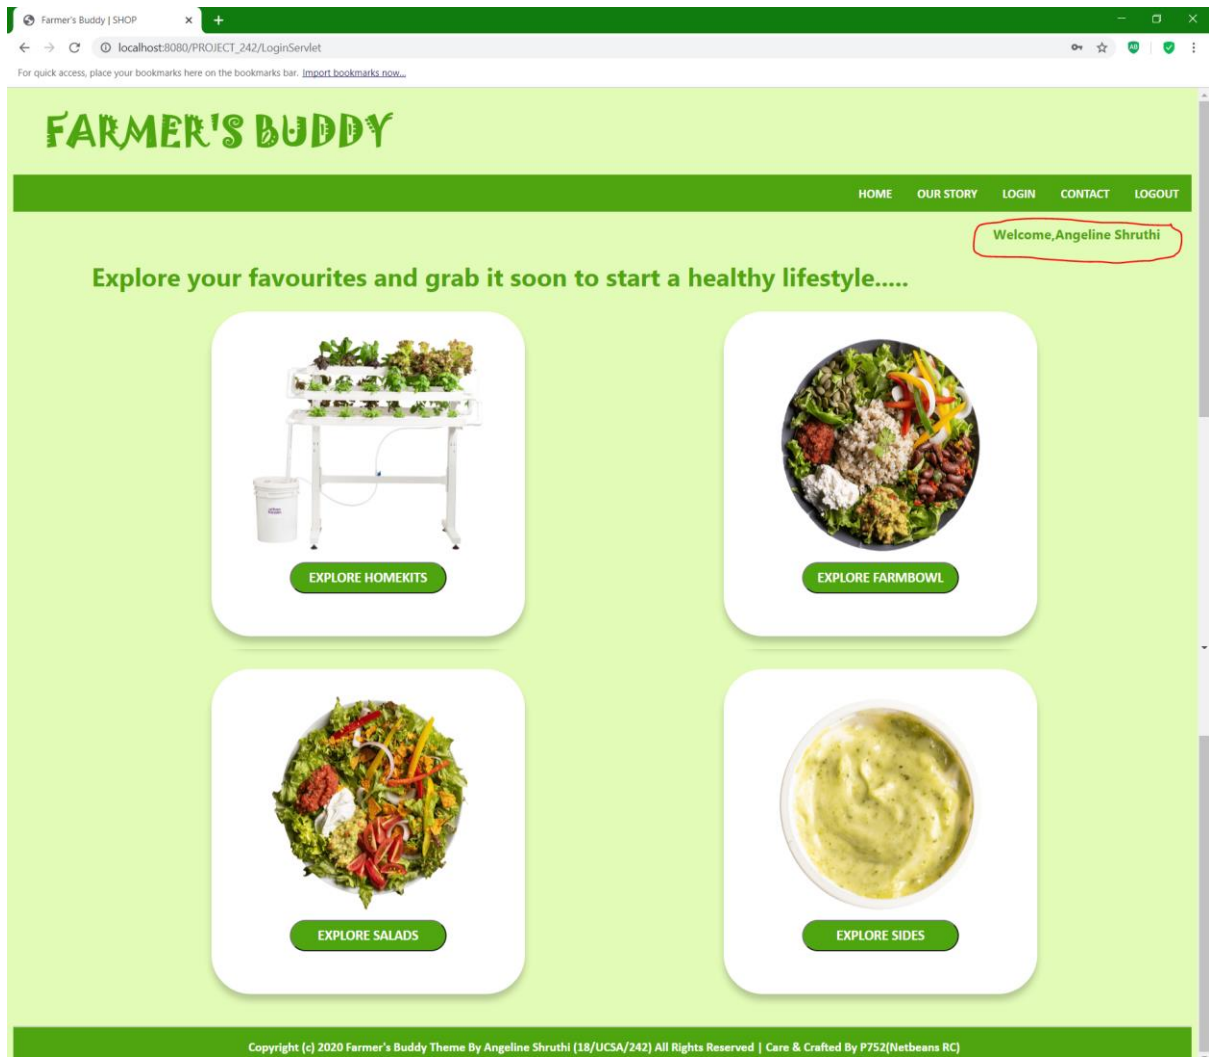 Farmer's Buddy | SHOP
localhost:8080/PROJECT_242/LoginServlet
For quick access, place your bookmarks here on the bookmarks bar. Import bookmarks now...
FARMER'S BUDDY
HOME OUR STORY LOGIN CONTACT LOGOUT
Welcome,Angeline Shruthi
Explore your favourites and grab it soon to start a healthy lifestyle.....
EXPLORE HOMEKITS
EXPLORE FARMBOWL
EXPLORE SALADS
EXPLORE SIDES
Copyright (c) 2020 Farmer's Buddy Theme By Angeline Shruthi (18/UCSA/242) All Rights Reserved | Care & Crafted By P752(Netbeans RC)